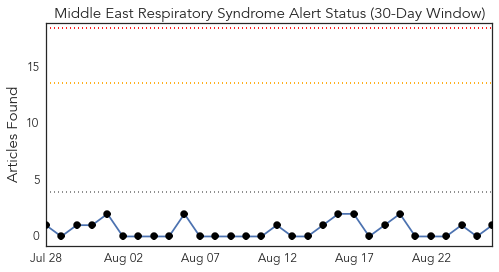 Middle East Respiratory Syndrome Alert Status (30-Day Window)
Articles Found
15
10
5
0
Jul 28
Aug 02
Aug 07
Aug 12
Aug 17
Aug 22